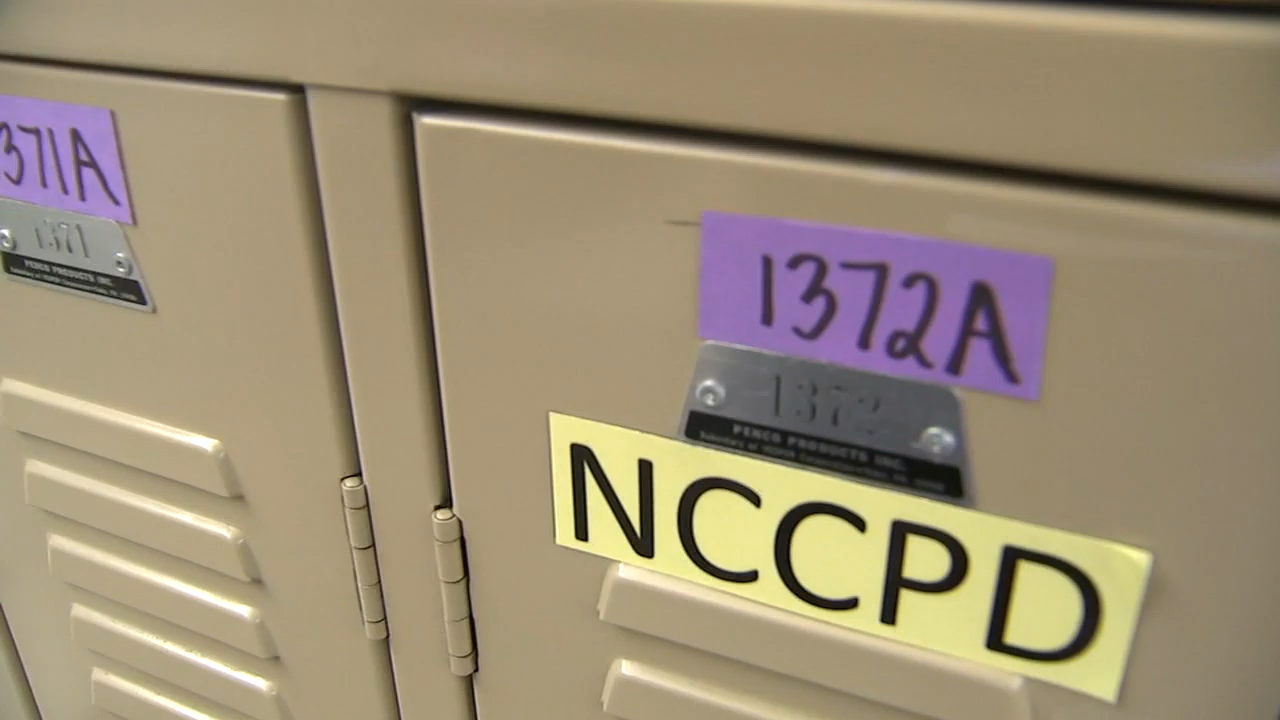 371A
1371
PENCO PRODUCTS INC.
1372A
1372
PENCO PRODUCTS INC.
NCCPD